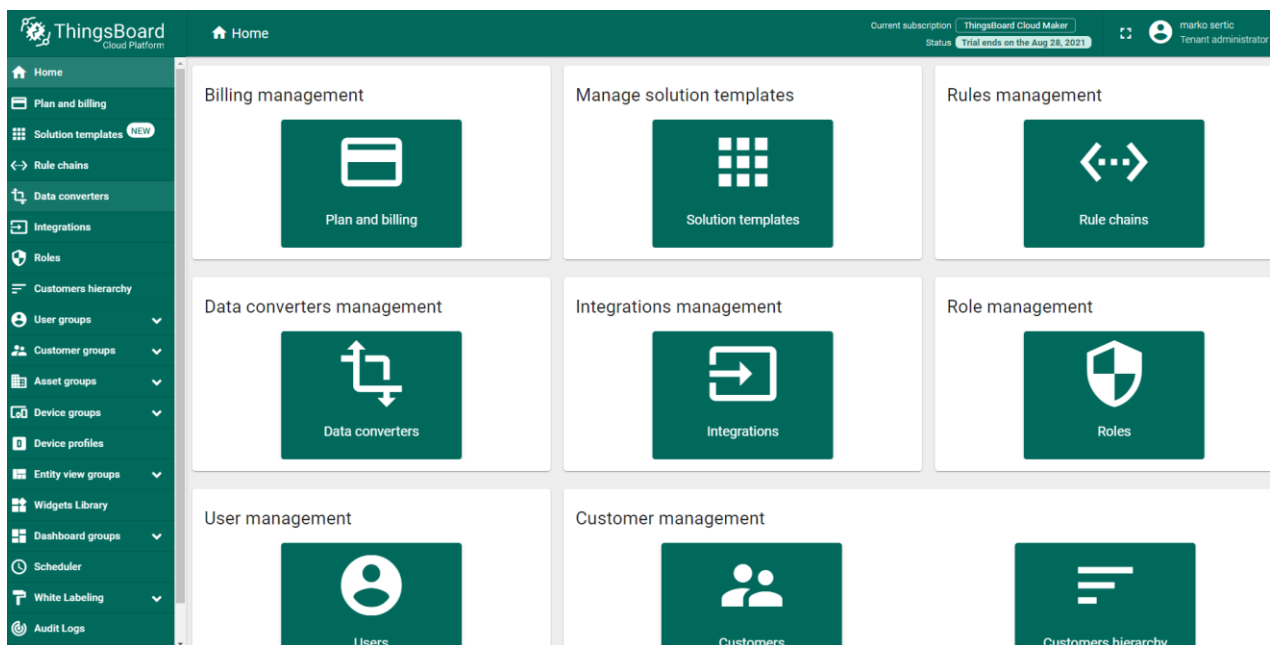 ThingsBoard
Cloud Platform
Home
Current subscription ThingsBoard Cloud Maker
Status Trial ends on the Aug 28, 2021
marko sertic
Tenant administrator
Home
Plan and billing
Solution templates NEW
Rule chains
Data converters
Integrations
Roles
Customers hierarchy
User groups
Customer groups
Asset groups
Device groups
Device profiles
Entity view groups
Widgets Library
Dashboard groups
Scheduler
White Labeling
Audit Logs
Billing management
Plan and billing
Manage solution templates
Solution templates
Rules management
Rule chains
Data converters management
Data converters
Integrations management
Integrations
Role management
Roles
User management
Users
Customer management
Customers
Customers hierarchy